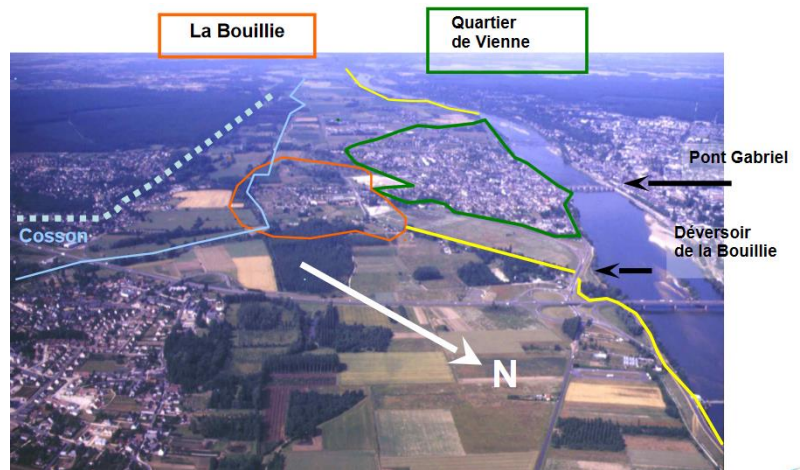 La Bouillie
Quartier
de Vienne
Pont Gabriel
Déversoir
de la Bouillie
Cosson
N